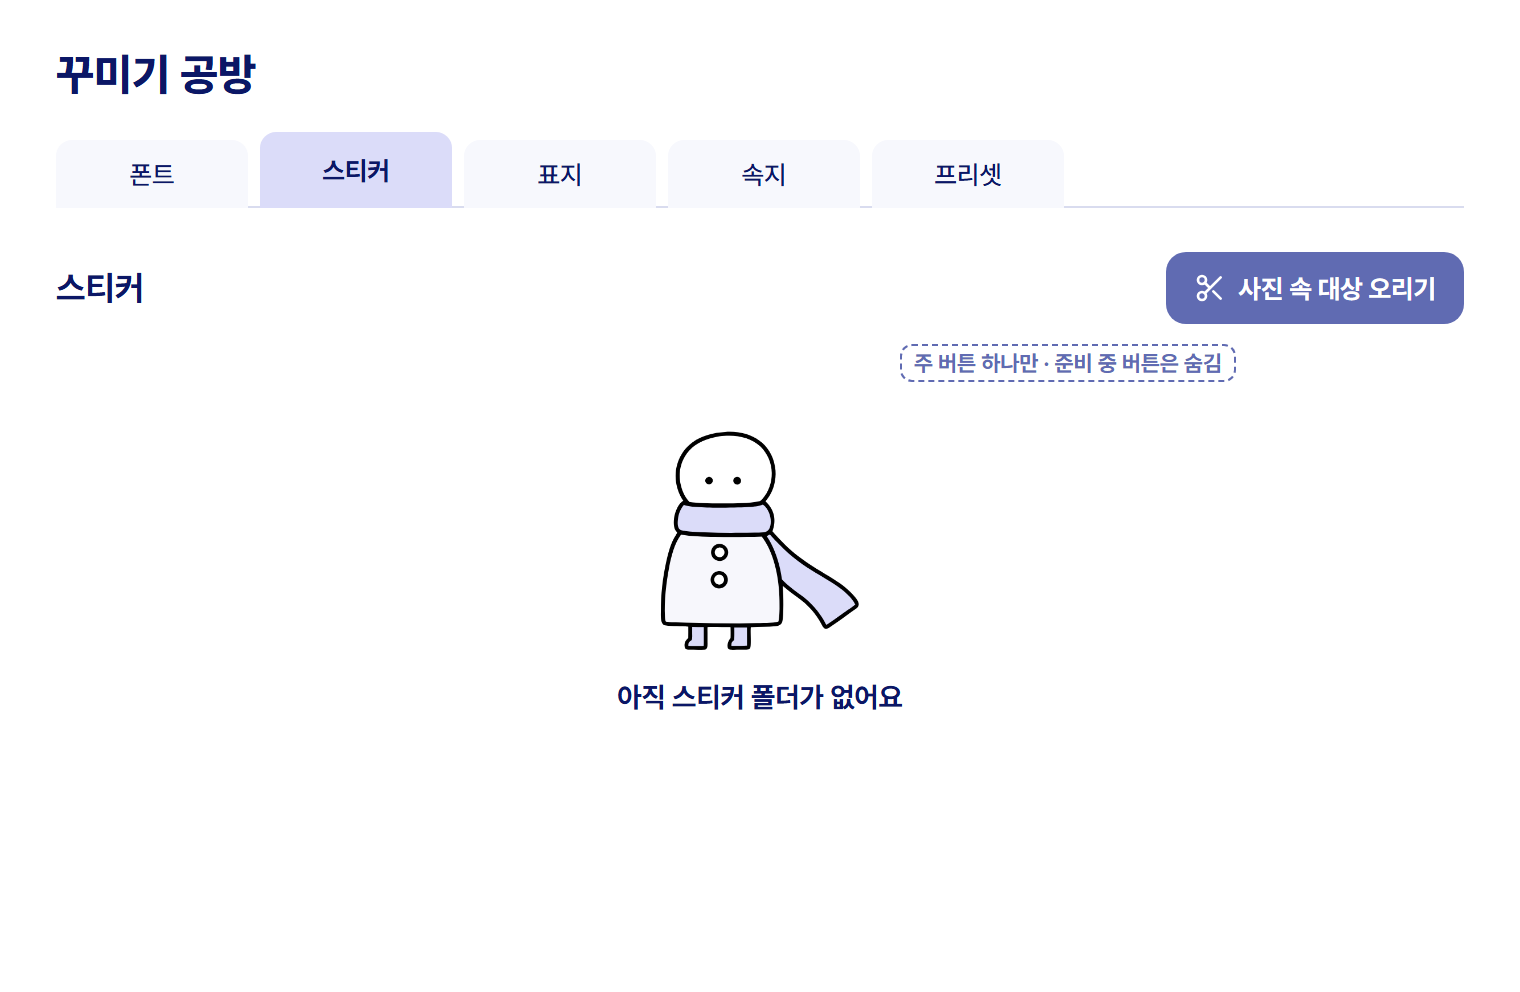 꾸미기 공방
폰트
스티커
표지
속지
프리셋
스티커
사진 속 대상 오리기
주 버튼 하나만 · 준비 중 버튼은 숨김
아직 스티커 폴더가 없어요